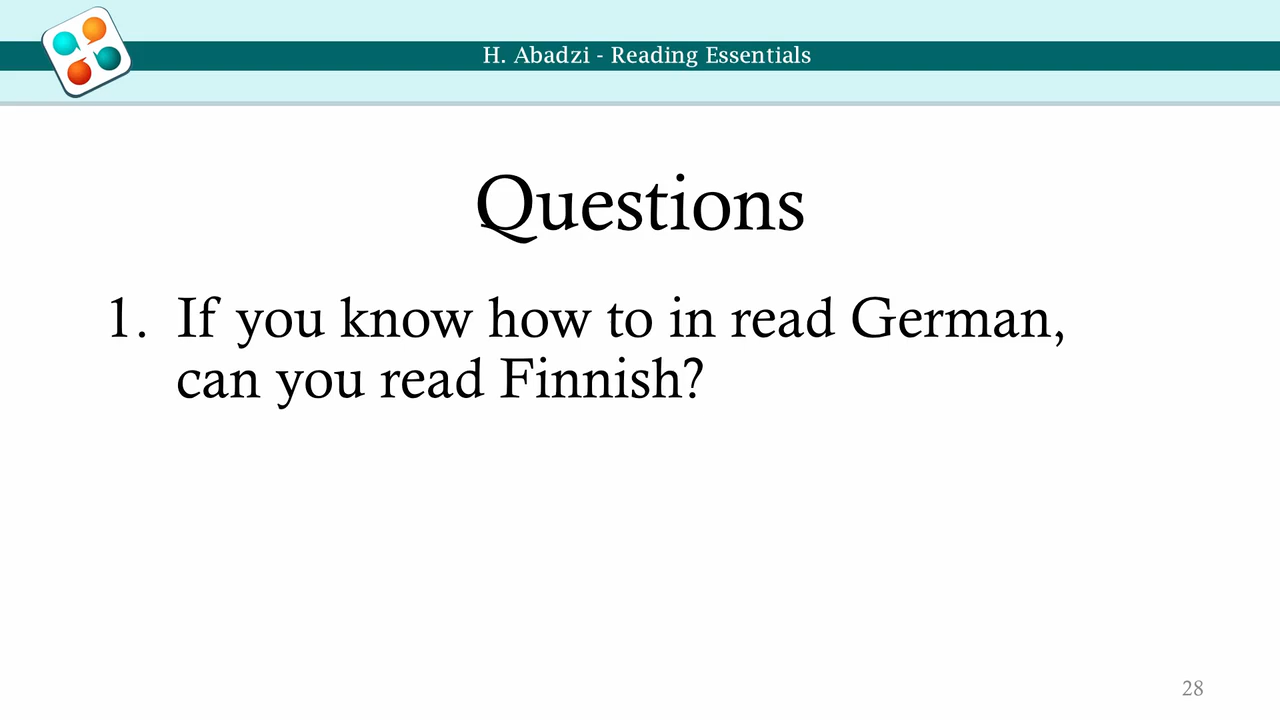 H. Abadzi - Reading Essentials
Questions
1. If you know how to in read German,
can you read Finnish?
28